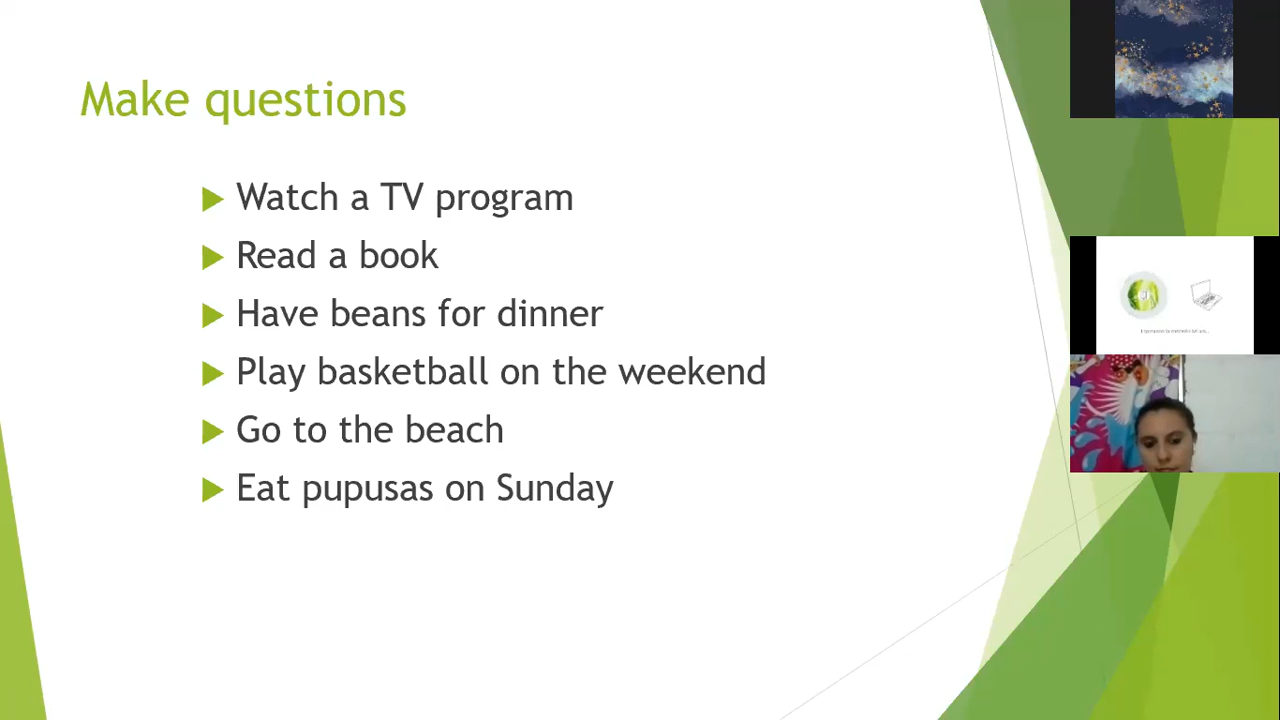 Make questions
Watch a TV program
Read a book
Have beans for dinner
Play basketball on the weekend
Go to the beach
Eat pupusas on Sunday